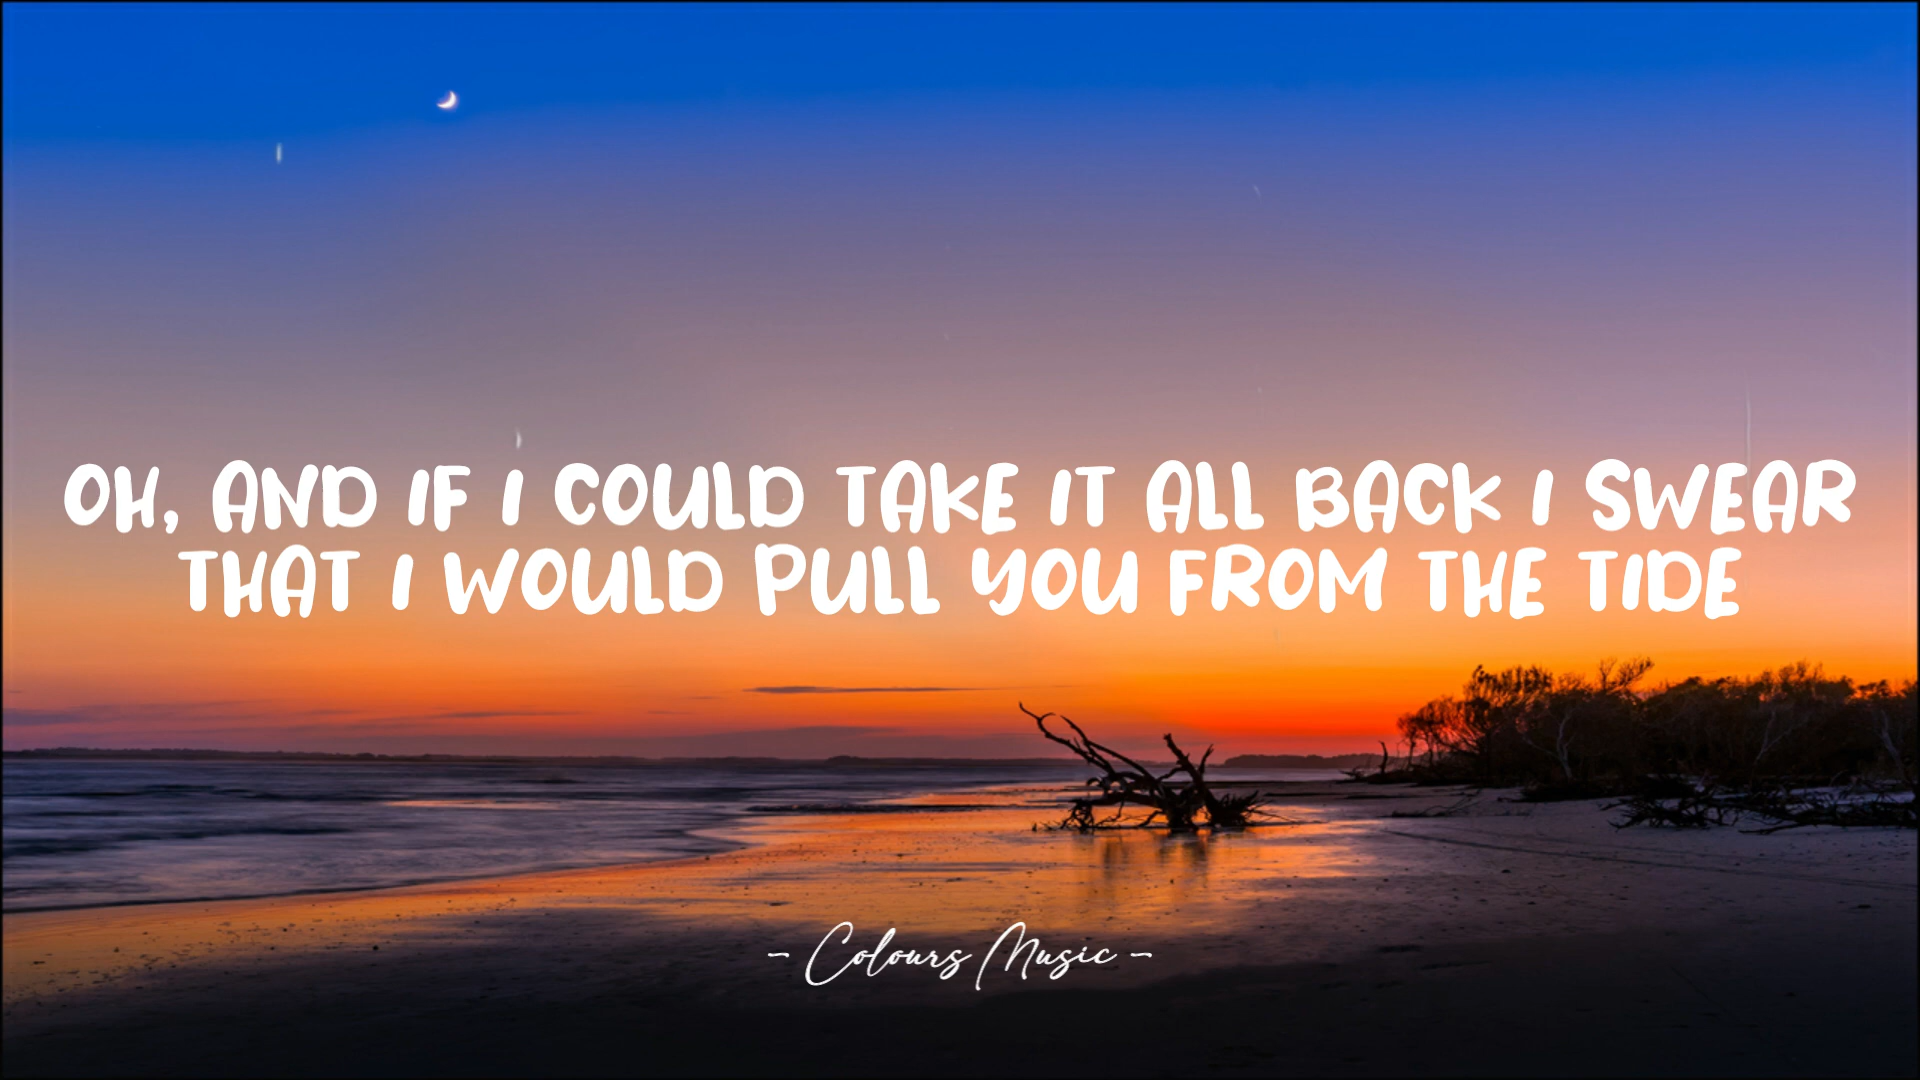 OH, AND IF I COULD TAKE IT ALL BACK I SWEAR
THAT I WOULD PULL YOU FROM THE TIDE
- Colours Music -